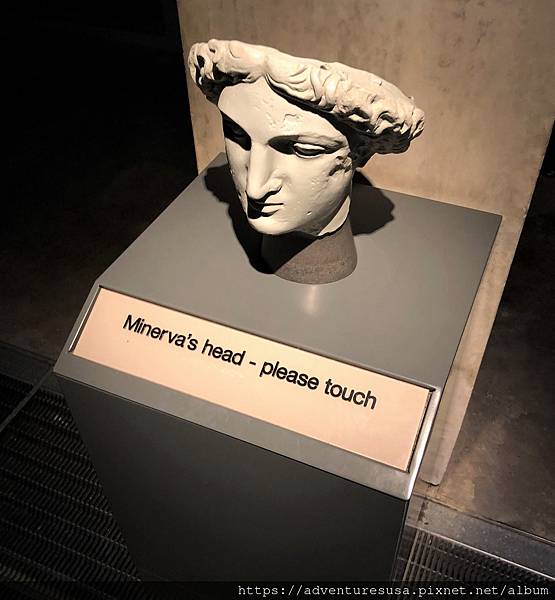 Minerva's head - please touch
https://adventuresusa.pixnet.net/album